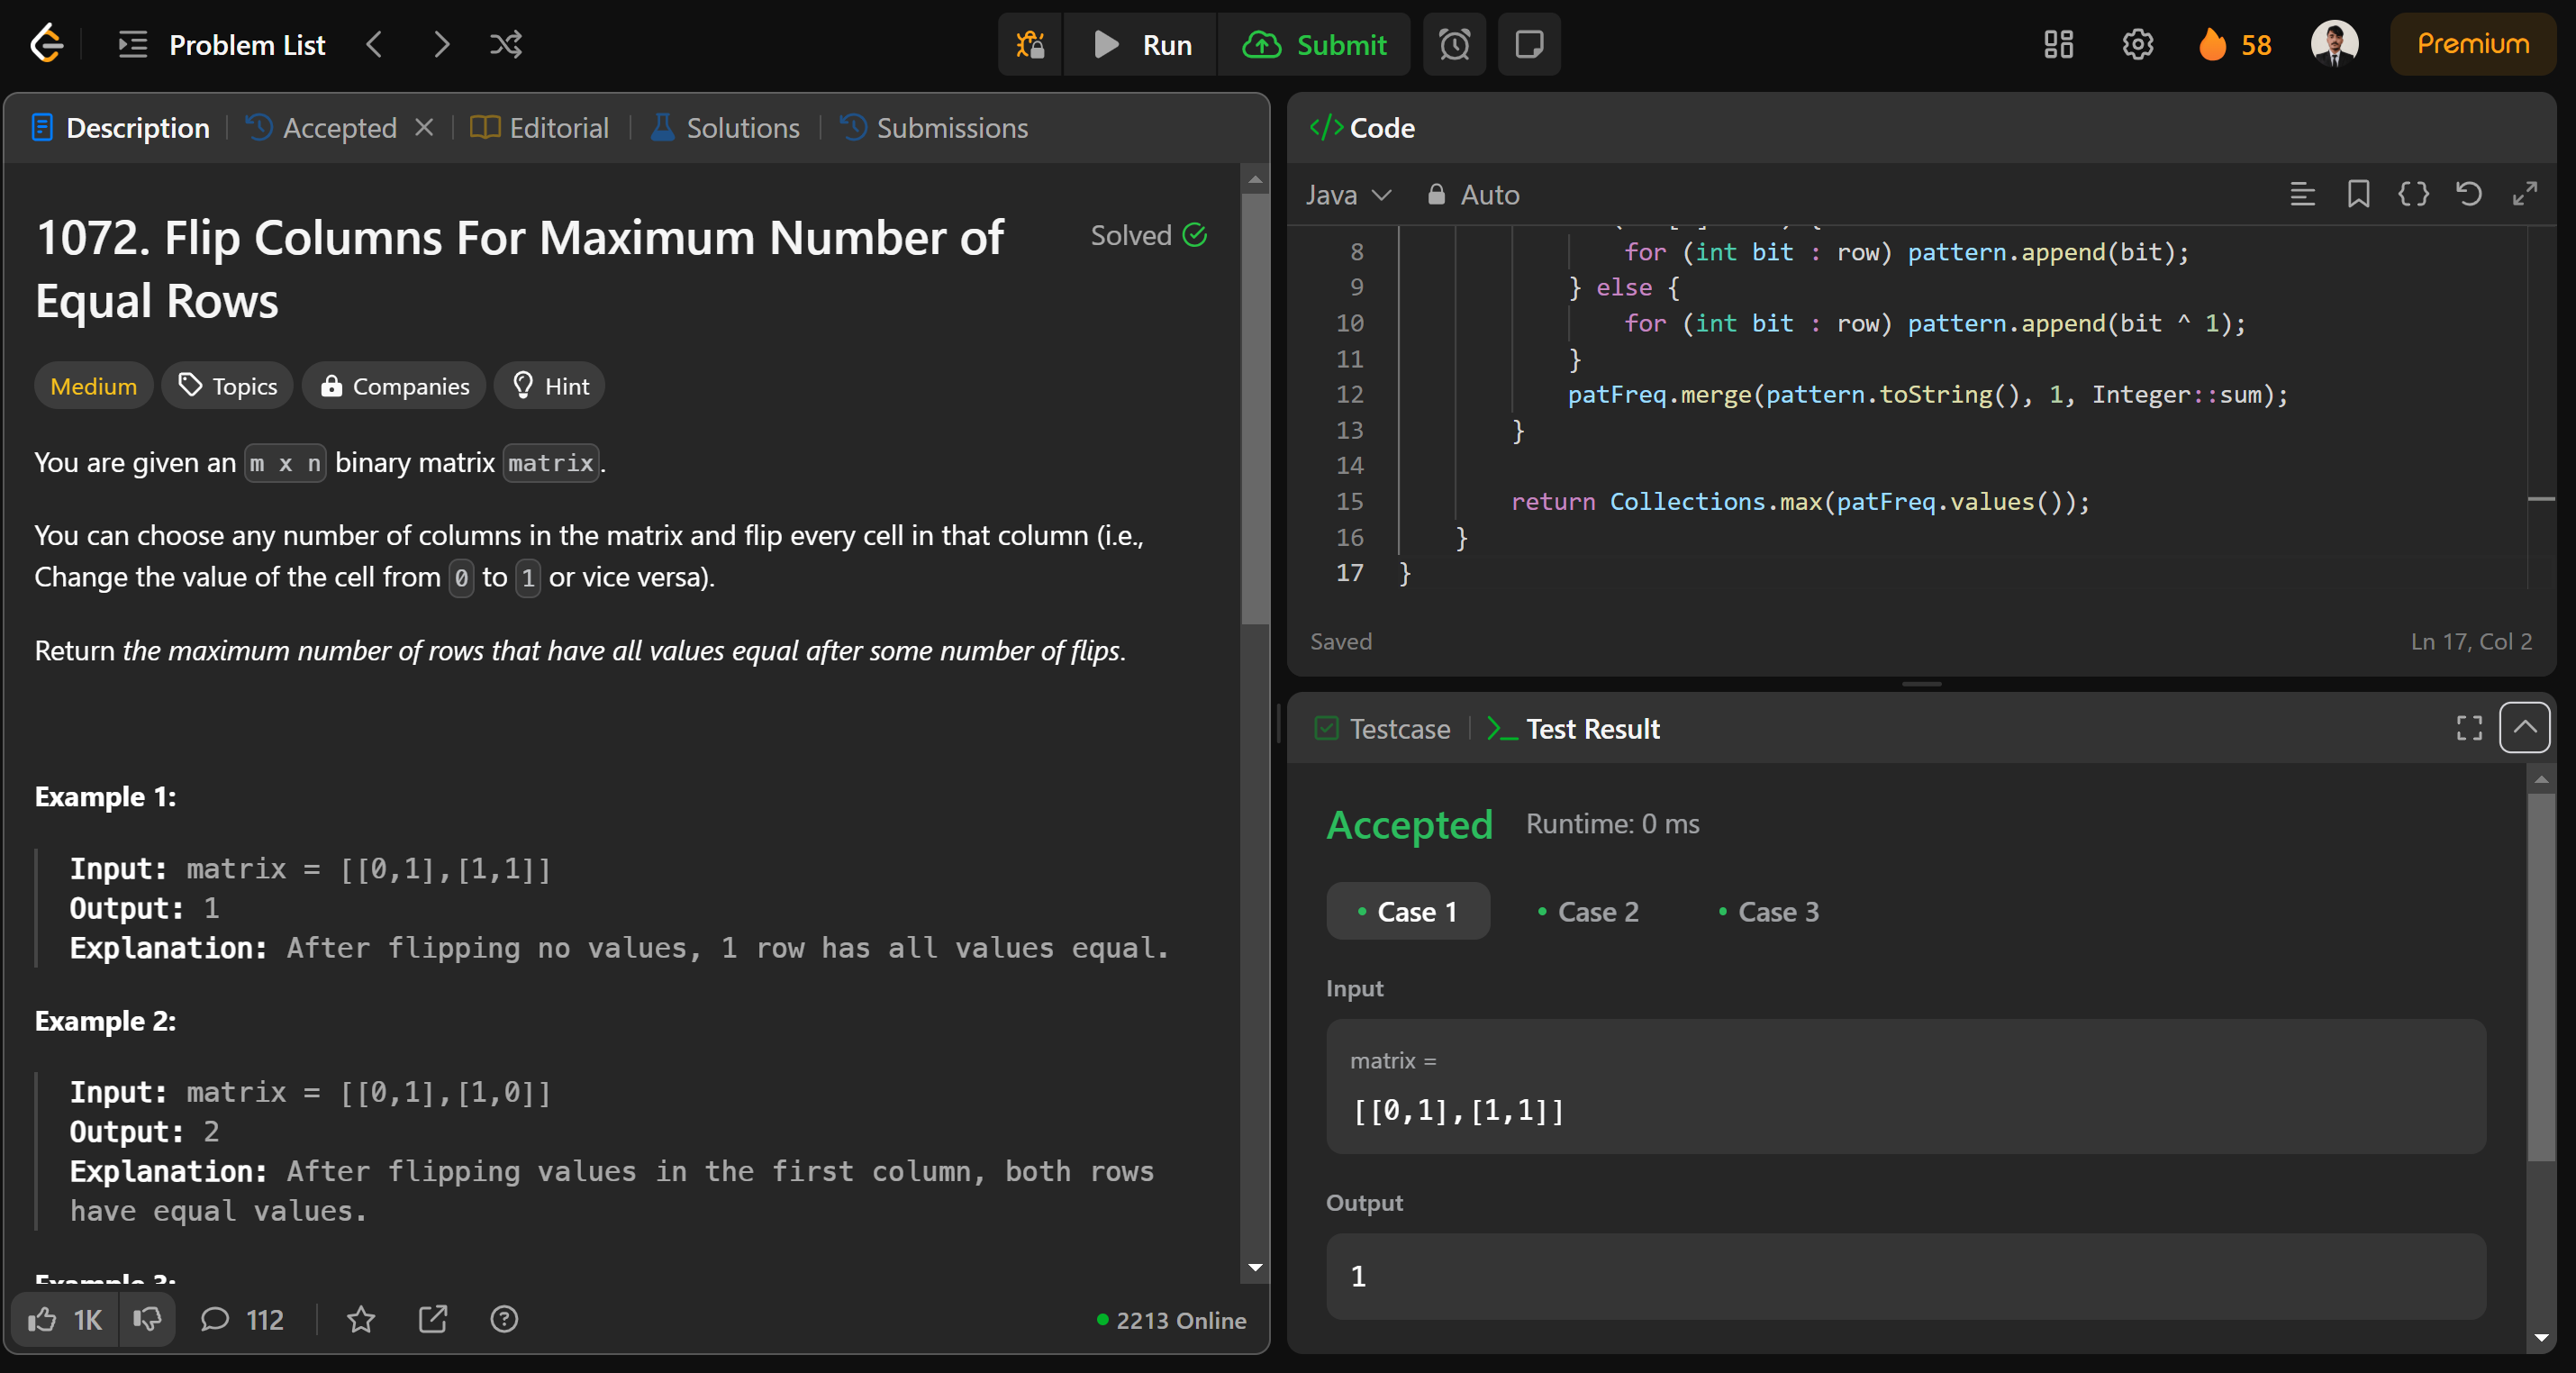 Problem List
Run
Submit
58
Premium
Description
Accepted
Editorial
Solutions
Submissions
1072. Flip Columns For Maximum Number of
Equal Rows
Solved
Medium
Topics
Companies
Hint
You are given an m x n binary matrix matrix.
You can choose any number of columns in the matrix and flip every cell in that column (i.e.,
Change the value of the cell from 0 to 1 or vice versa).
Return the maximum number of rows that have all values equal after some number of flips.
Example 1:
Input: matrix = [[0,1],[1,1]]
Output: 1
Explanation: After flipping no values, 1 row has all values equal.
Example 2:
Input: matrix = [[0,1],[1,0]]
Output: 2
Explanation: After flipping values in the first column, both rows
have equal values.
Example 3:
1K
112
2213 Online
</> Code
Java
Auto
8 for (int bit : row) pattern.append(bit);
9 } else {
10 for (int bit : row) pattern.append(bit ^ 1);
11 }
12 patFreq.merge(pattern.toString(), 1, Integer::sum);
13 }
14
15 return Collections.max(patFreq.values());
16 }
17 }
Saved
Ln 17, Col 2
Testcase
Test Result
Accepted
Runtime: 0 ms
Case 1
Case 2
Case 3
Input
matrix =
[[0,1],[1,1]]
Output
1